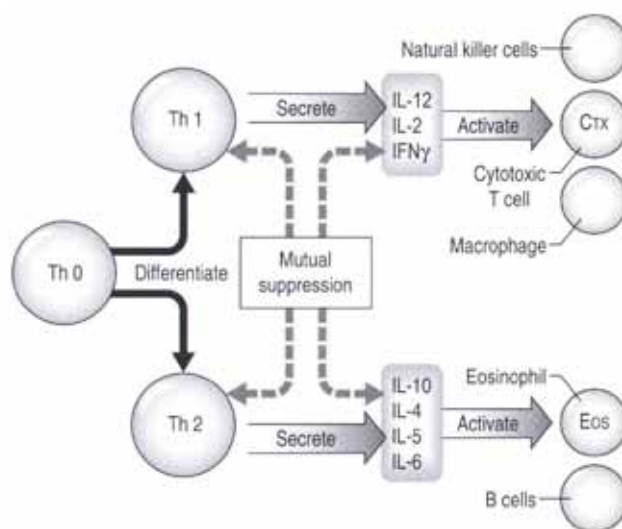 Natural killer cells
Th 1
Secrete
IL-12
IL-2
IFNγ
Activate
CTX
Cytotoxic
T cell
Macrophage
Th 0
Differentiate
Mutual
suppression
Th 2
Secrete
IL-10
IL-4
IL-5
IL-6
Activate
Eosinophil
EOS
B cells